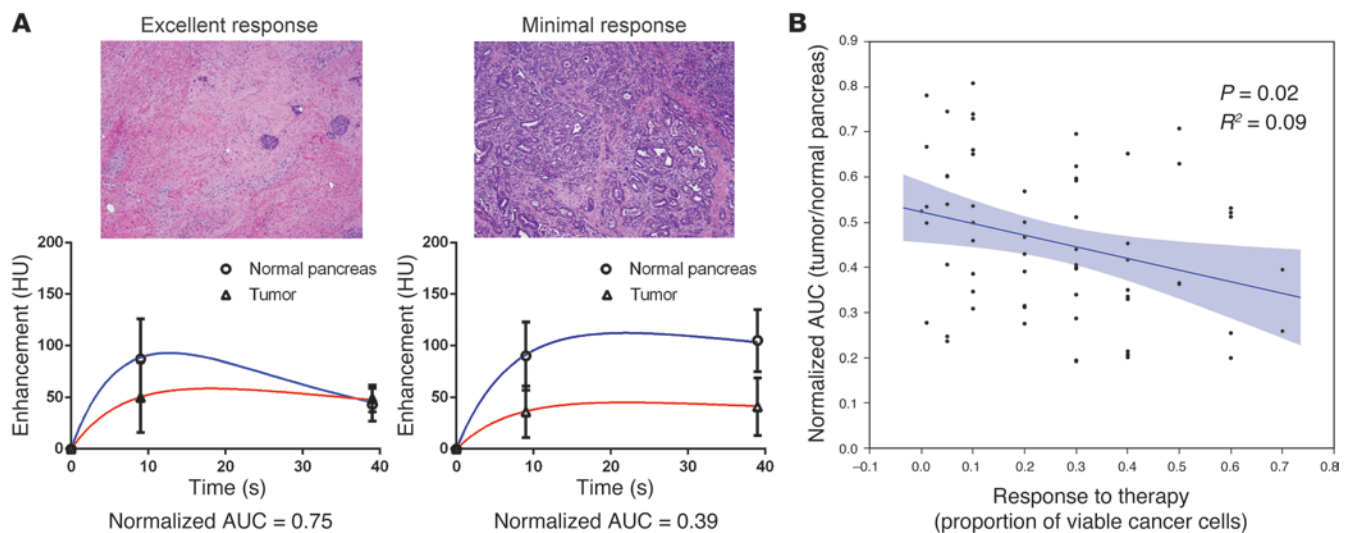 A
Excellent response
Minimal response
200
150
100
50
0
Enhancement (HU)
Normal pancreas
Tumor
0
10
20
30
40
Time (s)
Normalized AUC = 0.75
200
150
100
50
0
Enhancement (HU)
Normal pancreas
Tumor
0
10
20
30
40
Time (s)
Normalized AUC = 0.39
B
0.9
0.8
0.7
0.6
0.5
0.4
0.3
0.2
0.1
0.0
Normalized AUC (tumor/normal pancreas)
P = 0.02
R² = 0.09
–0.1
0.0
0.1
0.2
0.3
0.4
0.5
0.6
0.7
0.8
Response to therapy
(proportion of viable cancer cells)